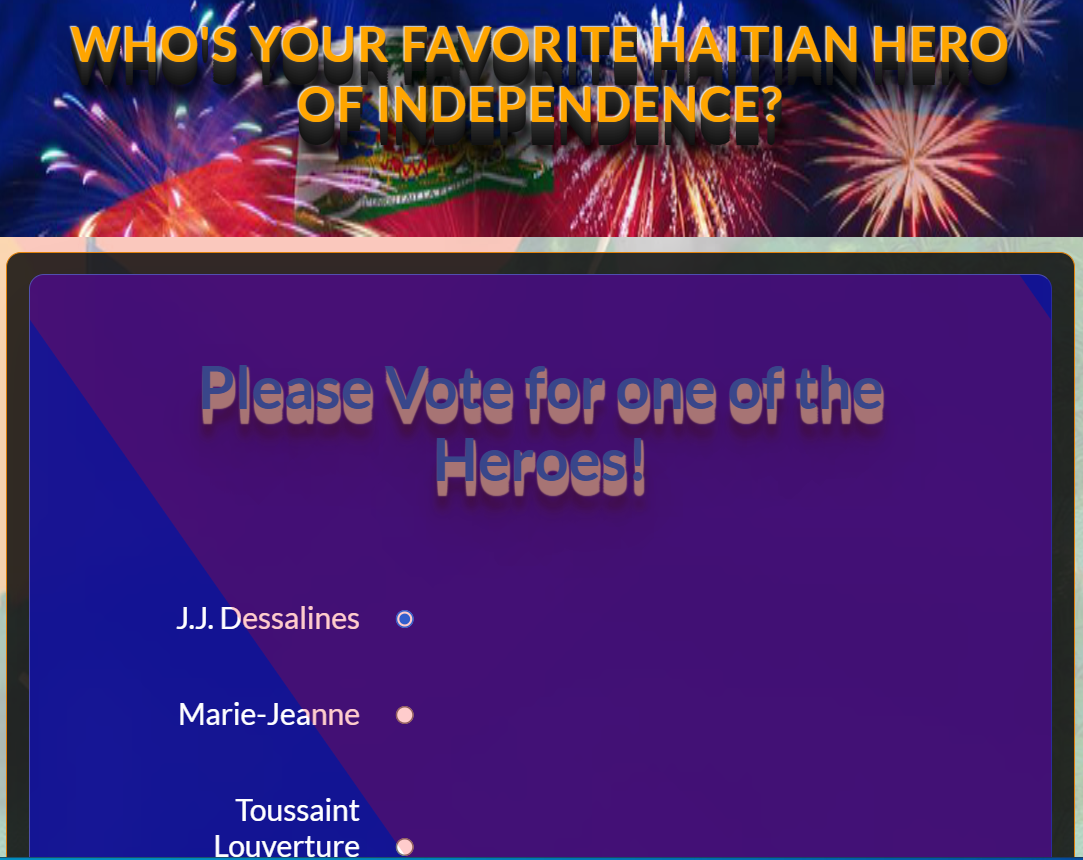 WHO'S YOUR FAVORITE HAITIAN HERO
OF INDEPENDENCE?
Please Vote for one of the
Heroes!
J.J. Dessalines
Marie-Jeanne
Toussaint
Louverture